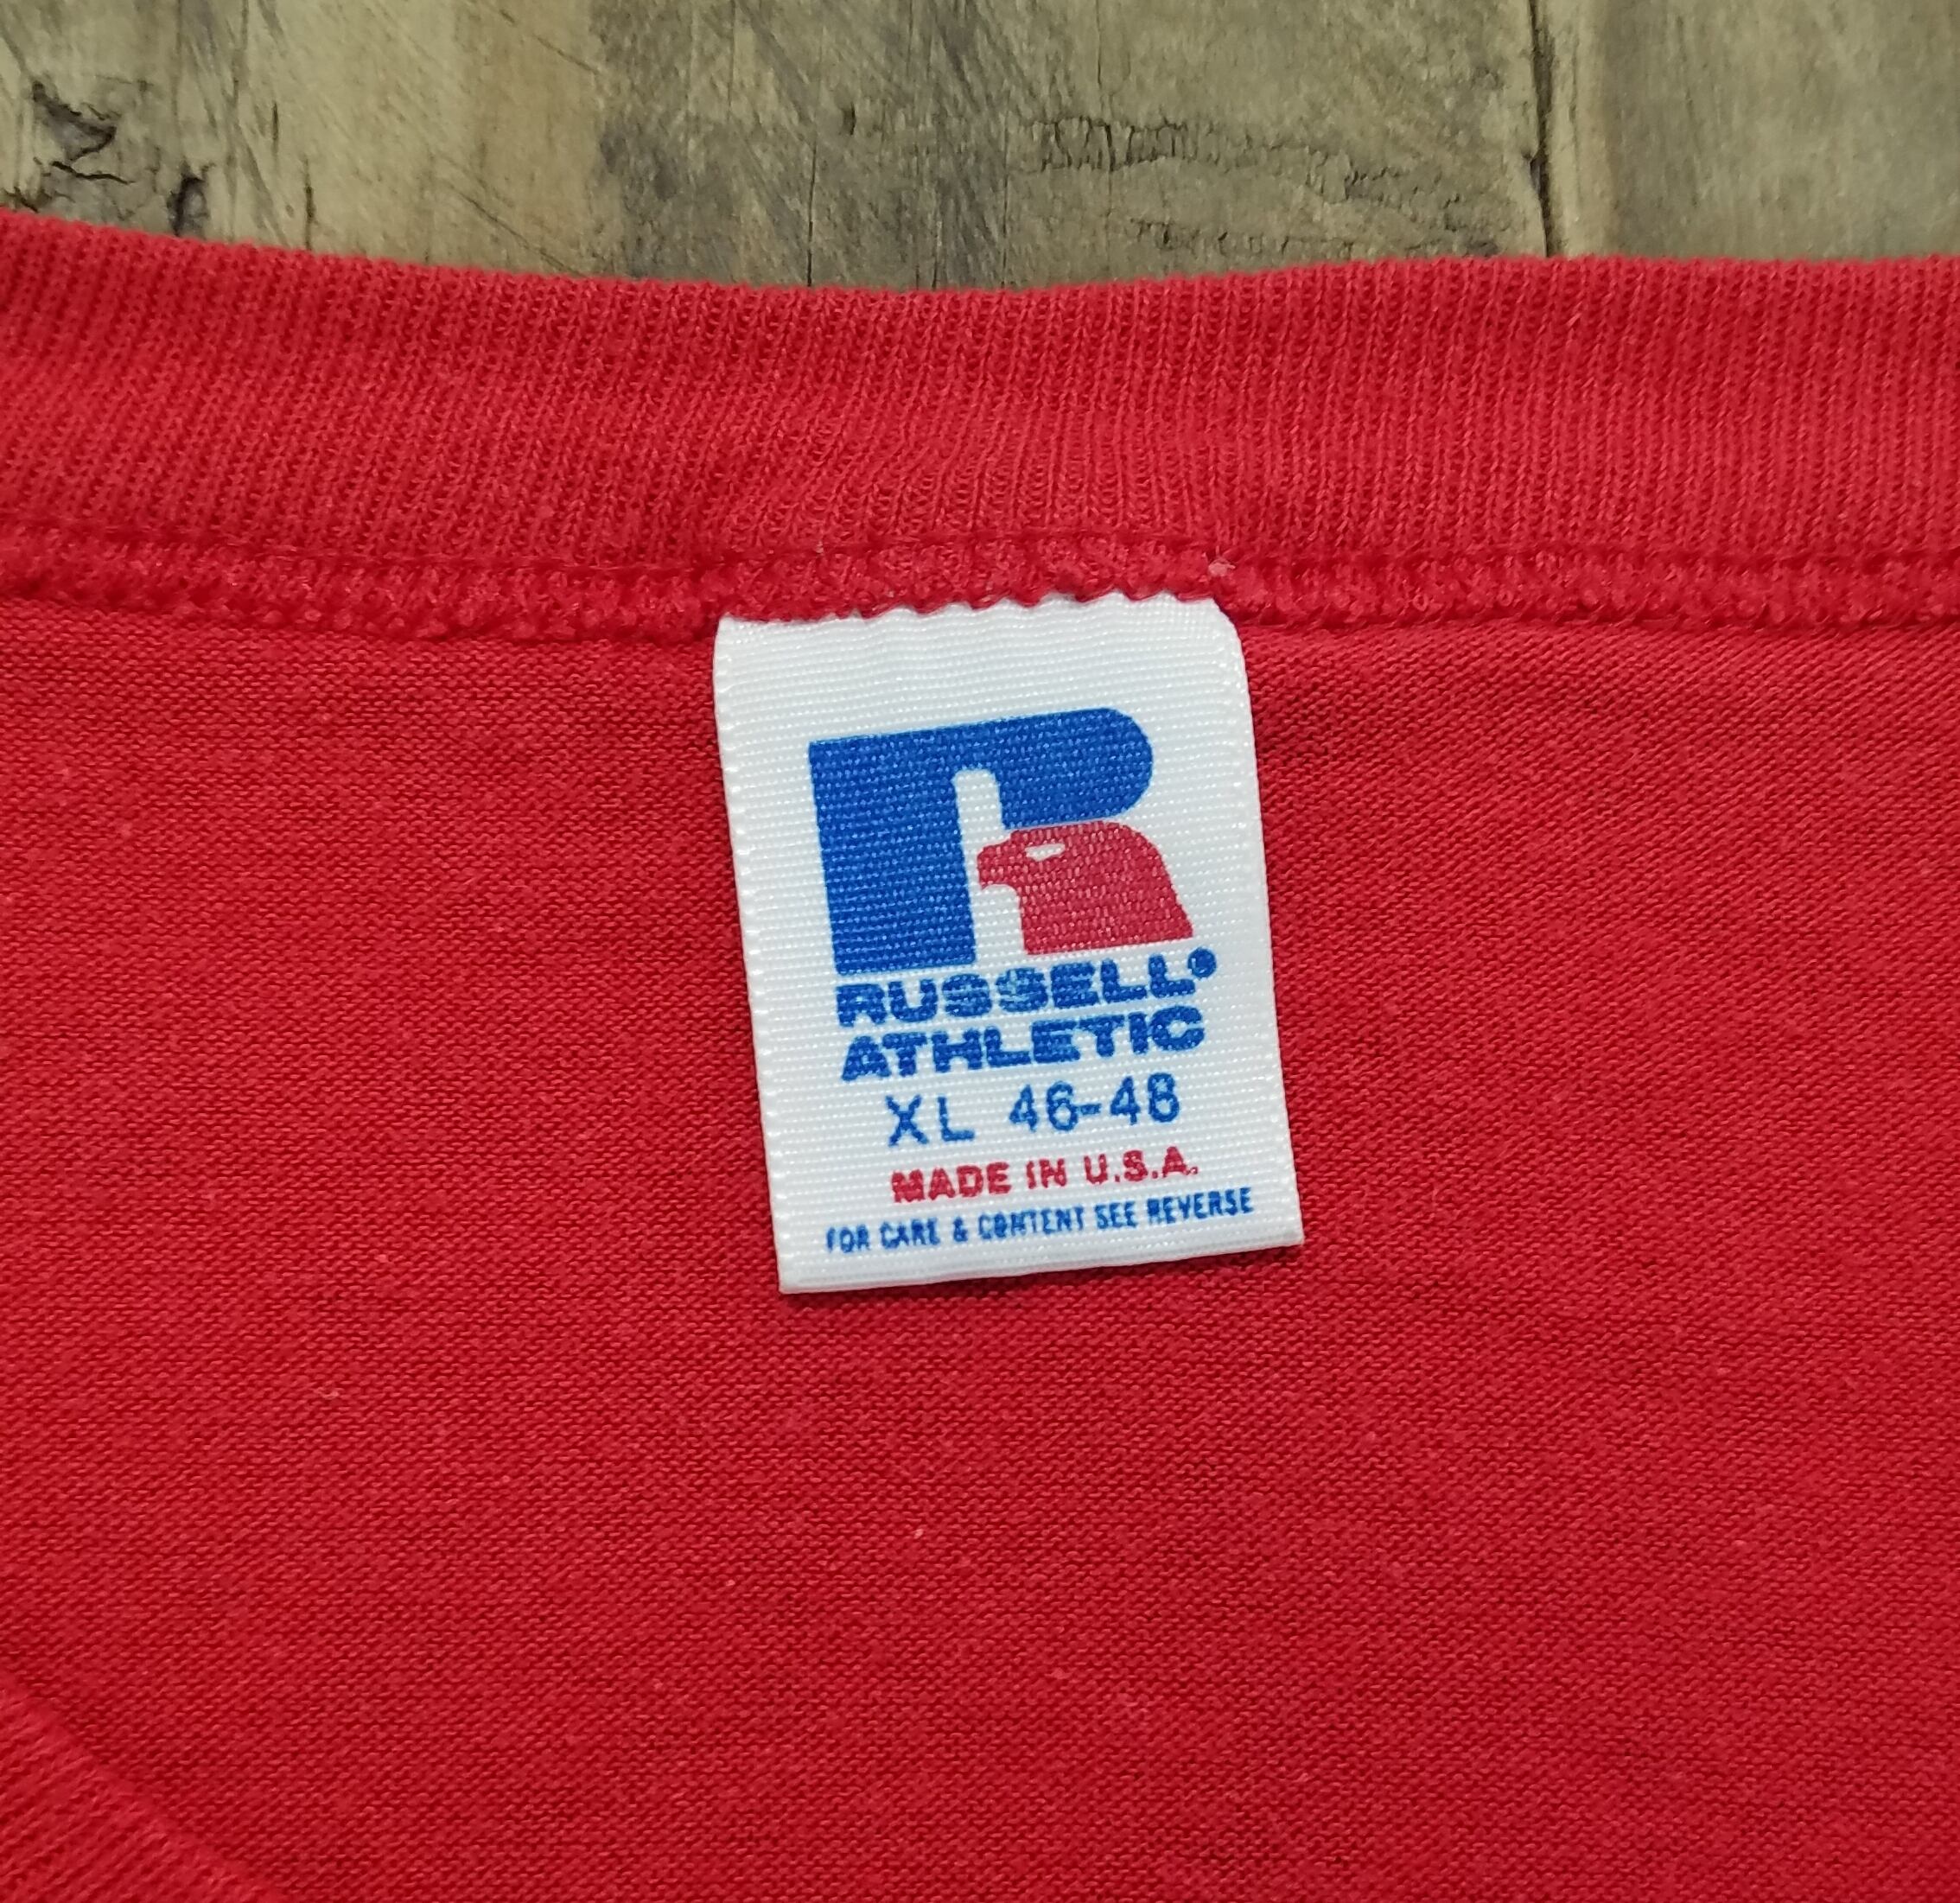 RUSSELL®
ATHLETIC
XL 46-48
MADE IN U.S.A.
FOR CARE & CONTENT SEE REVERSE